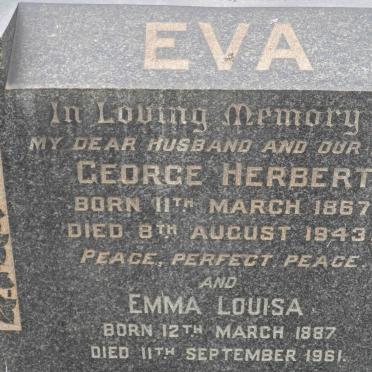 EVA
In Loving Memory
MY DEAR HUSBAND AND OUR
GEORGE HERBERT
BORN 11TH MARCH 1867
DIED 8TH AUGUST 1943
PEACE, PERFECT PEACE.
AND
EMMA LOUISA
BORN 12TH MARCH 1887
DIED 11TH SEPTEMBER 1961.